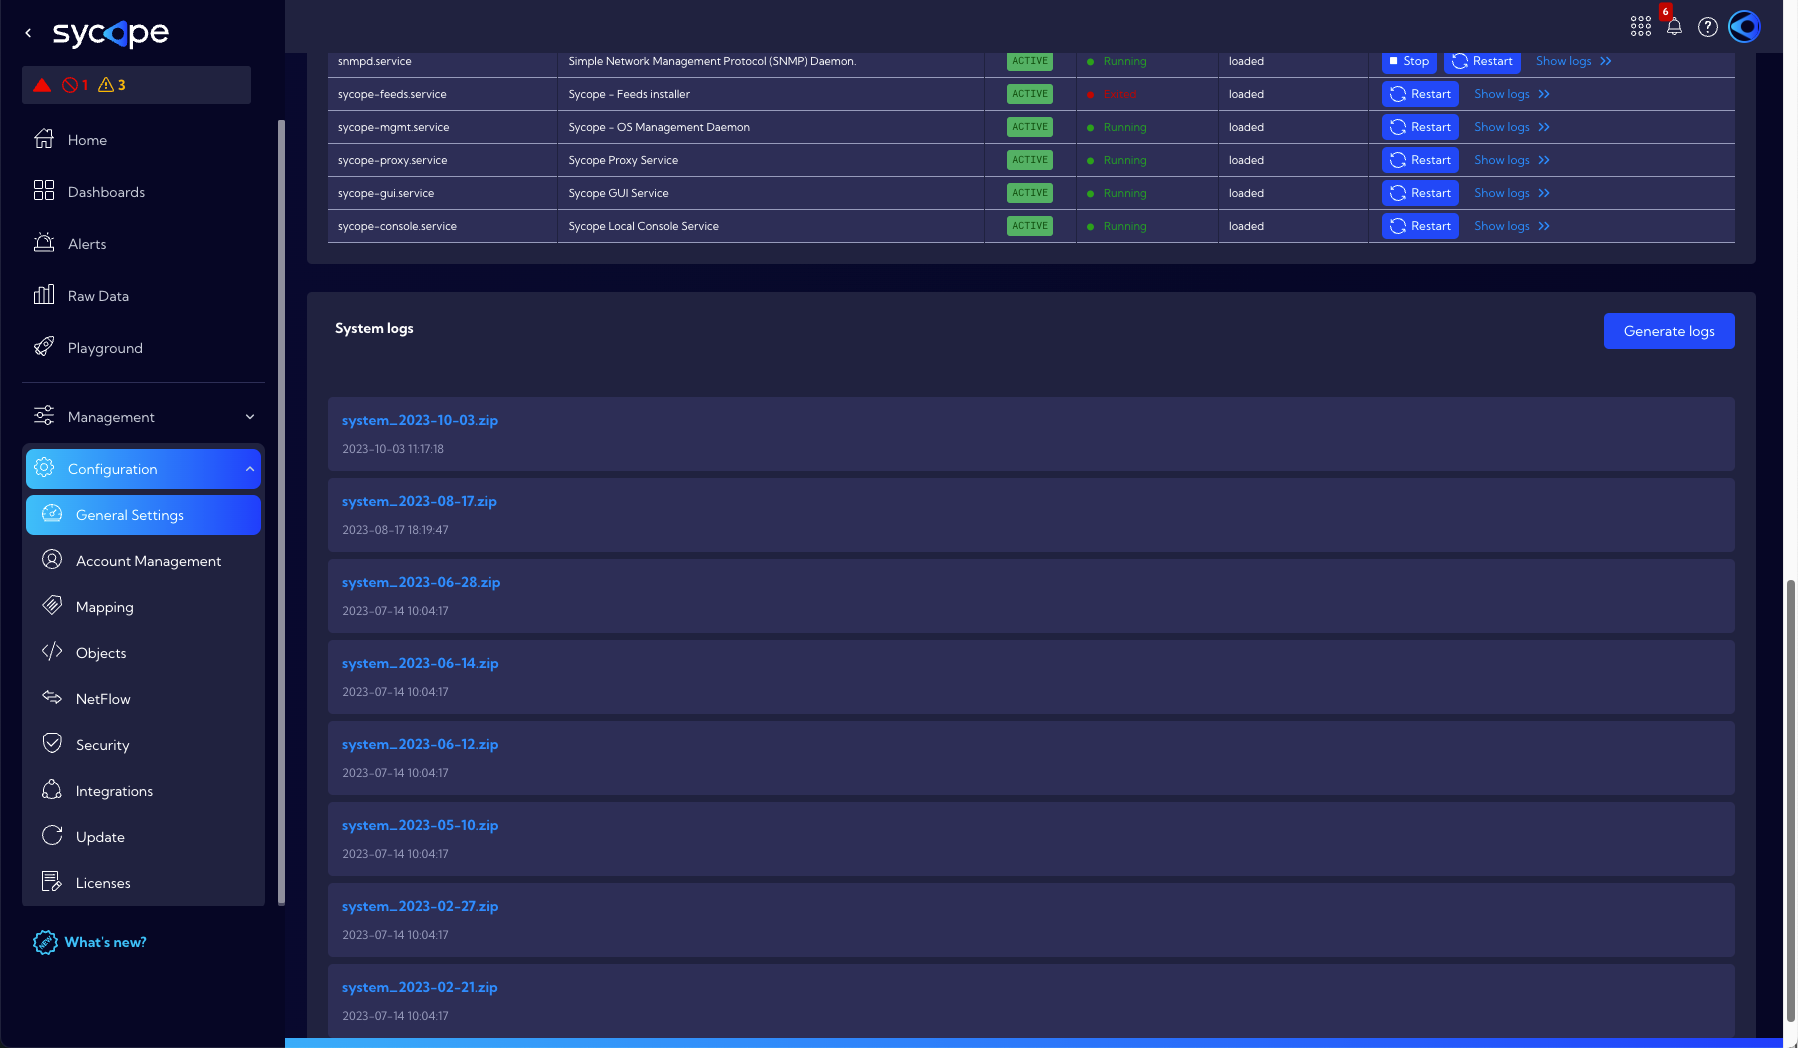 sycope
6
1 3
Home
Dashboards
Alerts
Raw Data
Playground
Management
Configuration
General Settings
Account Management
Mapping
Objects
NetFlow
Security
Integrations
Update
Licenses
NEW What's new?
snmpd.service Simple Network Management Protocol (SNMP) Daemon. ACTIVE Running loaded Stop Restart Show logs
sycope-feeds.service Sycope - Feeds installer ACTIVE Exited loaded Restart Show logs
sycope-mgmt.service Sycope - OS Management Daemon ACTIVE Running loaded Restart Show logs
sycope-proxy.service Sycope Proxy Service ACTIVE Running loaded Restart Show logs
sycope-gui.service Sycope GUI Service ACTIVE Running loaded Restart Show logs
sycope-console.service Sycope Local Console Service ACTIVE Running loaded Restart Show logs
System logs
Generate logs
system_2023-10-03.zip
2023-10-03 11:17:18
system_2023-08-17.zip
2023-08-17 18:19:47
system_2023-06-28.zip
2023-07-14 10:04:17
system_2023-06-14.zip
2023-07-14 10:04:17
system_2023-06-12.zip
2023-07-14 10:04:17
system_2023-05-10.zip
2023-07-14 10:04:17
system_2023-02-27.zip
2023-07-14 10:04:17
system_2023-02-21.zip
2023-07-14 10:04:17